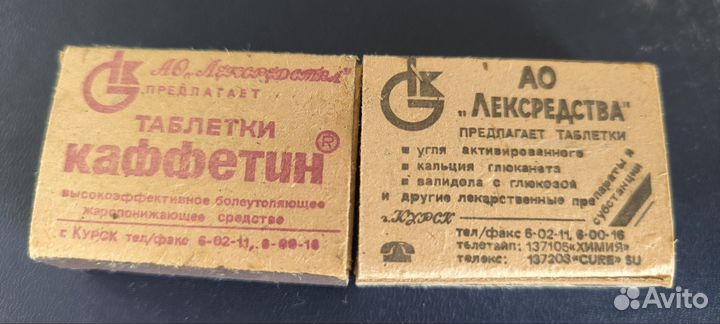 АО „Лексредства"
ПРЕДЛАГАЕТ
ТАБЛЕТКИ
Каффетин®
высокоэффективное болеутоляющее
жаропонижающее средство
г. Курск тел/факс 6-02-11, 6-00-16
АО
„Лексредства"
ПРЕДЛАГАЕТ ТАБЛЕТКИ
угля активированного
кальция глюканата
валидола с глюкозой
и другие лекарственные препараты и
субстанции
г. КУРСК
тел/факс 6-02-11, 6-00-16
телетайп: 137105 «ХИМИЯ»
телекс: 137203 «CURE» SU
Avito